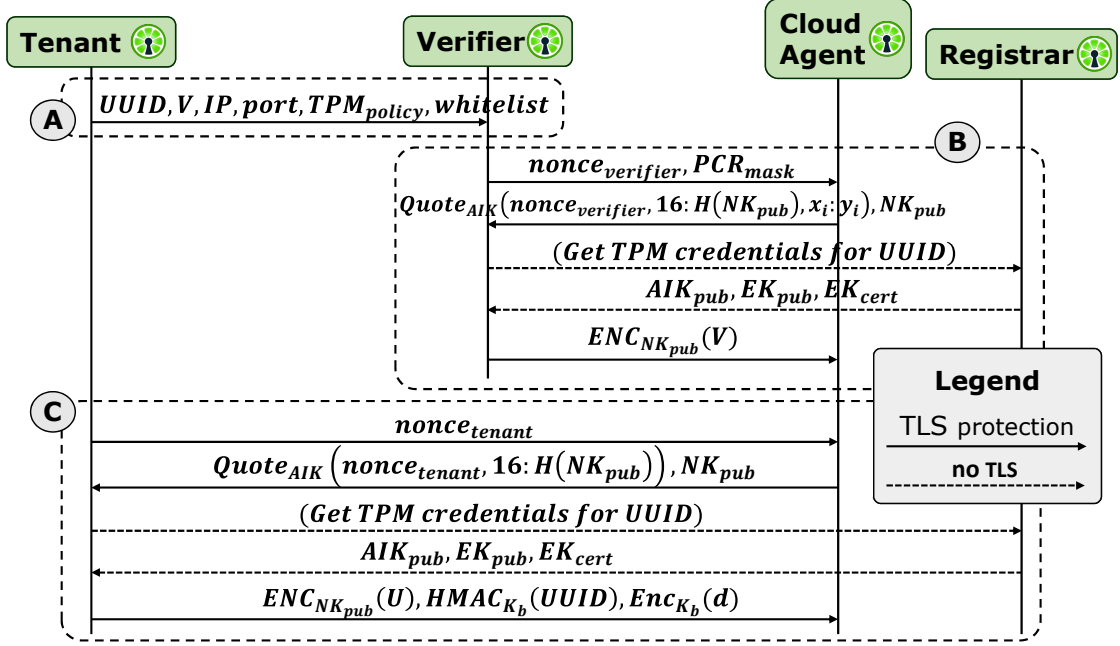 Tenant
Verifier
Cloud
Agent
Registrar
A
UUID, V, IP, port, TPM_policy, whitelist
B
nonce_verifier, PCR_mask
Quote_AIK(nonce_verifier, 16: H(NK_pub), x_i: y_i), NK_pub
(Get TPM credentials for UUID)
AIK_pub, EK_pub, EK_cert
ENC_NK_pub(V)
Legend
TLS protection
no TLS
C
nonce_tenant
Quote_AIK(nonce_tenant, 16: H(NK_pub)), NK_pub
(Get TPM credentials for UUID)
AIK_pub, EK_pub, EK_cert
ENC_NK_pub(U), HMAC_K_b(UUID), Enc_K_b(d)